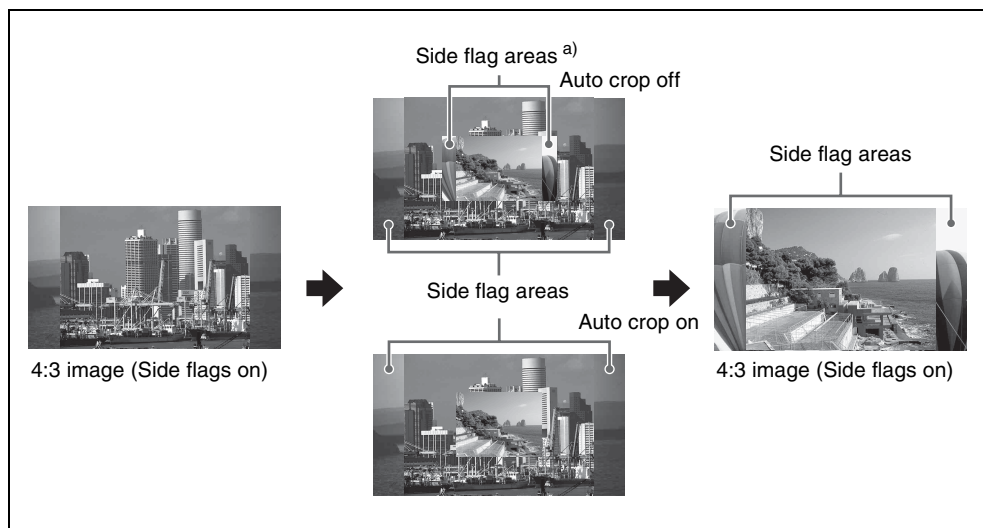 Side flag areas a)
Auto crop off
Side flag areas
4:3 image (Side flags on)
Side flag areas
Auto crop on
4:3 image (Side flags on)